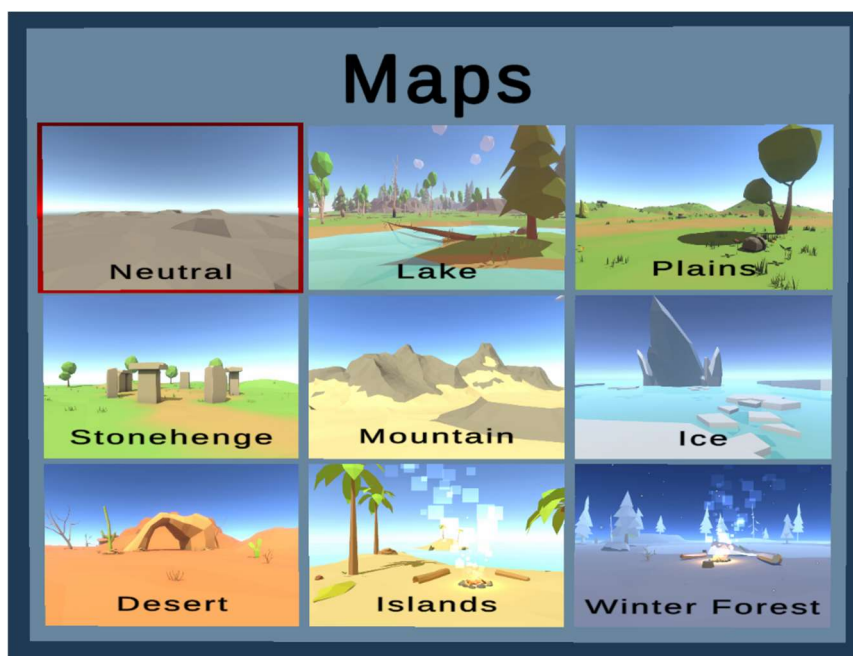 Maps
Neutral
Lake
Plains
Stonehenge
Mountain
Ice
Desert
Islands
Winter Forest